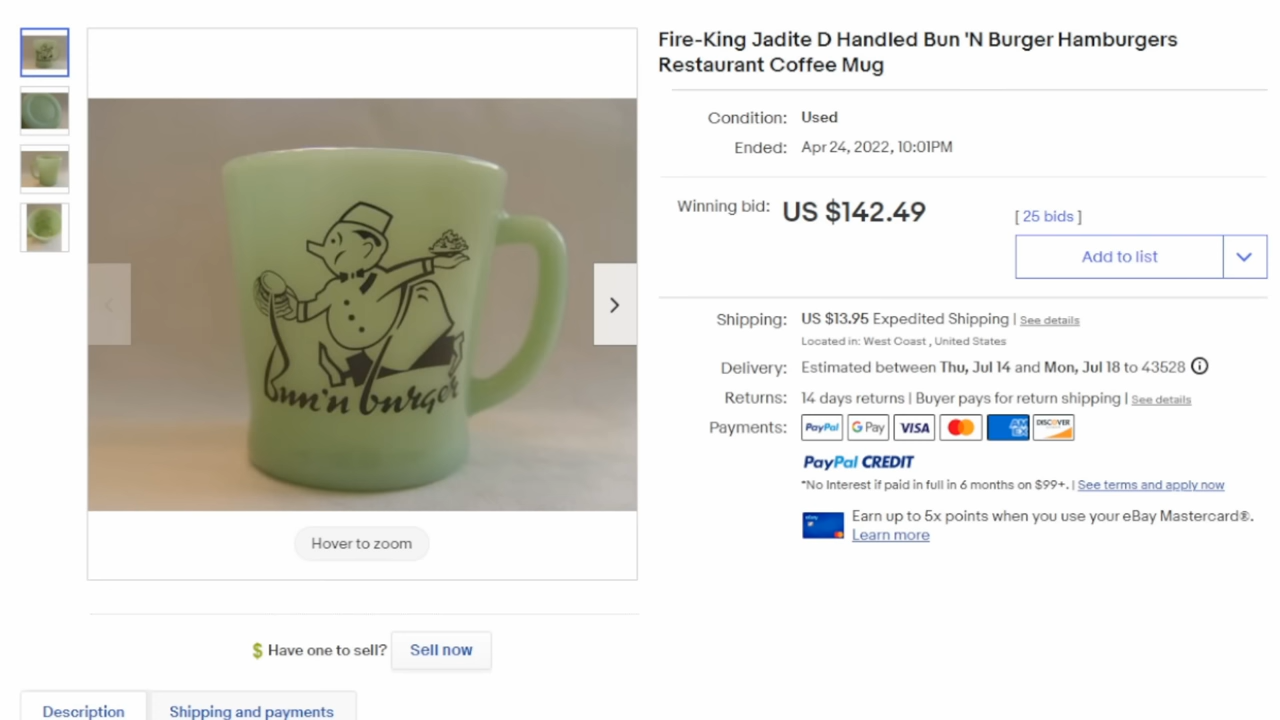 Fire-King Jadite D Handled Bun 'N Burger Hamburgers
Restaurant Coffee Mug
Condition: Used
Ended: Apr 24, 2022, 10:01PM
Winning bid: US $142.49 [ 25 bids ]
Add to list
Shipping: US $13.95 Expedited Shipping | See details
Located in: West Coast , United States
Delivery: Estimated between Thu, Jul 14 and Mon, Jul 18 to 43528
Returns: 14 days returns | Buyer pays for return shipping | See details
Payments: PayPal G Pay VISA AMEX DISCOVER
PayPal CREDIT
*No Interest if paid in full in 6 months on $99+. | See terms and apply now
Earn up to 5x points when you use your eBay Mastercard®.
Learn more
bun'n burger
Hover to zoom
$ Have one to sell? Sell now
Description Shipping and payments